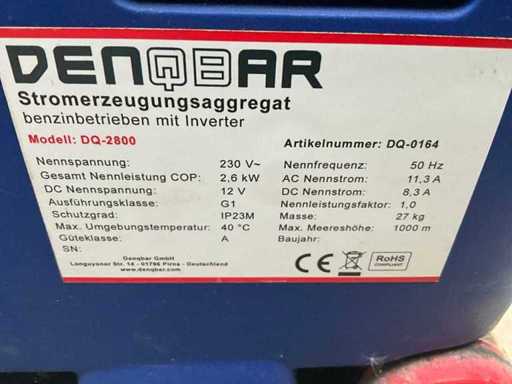 DENQBAR
Stromerzeugungsaggregat
benzinbetrieben mit Inverter
Modell: DQ-2800 Artikelnummer: DQ-0164
Nennspannung: 230 V~ Nennfrequenz: 50 Hz
Gesamt Nennleistung COP: 2,6 kW AC Nennstrom: 11,3 A
DC Nennspannung: 12 V DC Nennstrom: 8,3 A
Ausführungsklasse: G1 Nennleistungsfaktor: 1,0
Schutzgrad: IP23M Masse: 27 kg
Max. Umgebungstemperatur: 40 °C Max. Meereshöhe: 1000 m
Güteklasse: A Baujahr:
SN:
Denqbar GmbH
Longuyoner Str. 14 - 01796 Pirna - Deutschland
www.denqbar.com
CE
RoHS
COMPLIANT